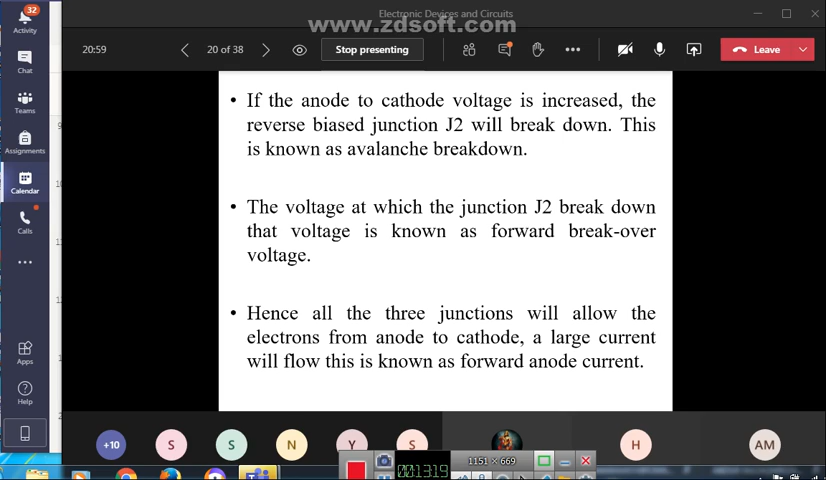 Electronic Devices and Circuits
www.zdsoft.com
32
Activity
20:59
20 of 38
Stop presenting
Leave
Chat
Teams
Assignments
Calendar
Calls
Apps
Help
• If the anode to cathode voltage is increased, the
reverse biased junction J2 will break down. This
is known as avalanche breakdown.
• The voltage at which the junction J2 break down
that voltage is known as forward break-over
voltage.
• Hence all the three junctions will allow the
electrons from anode to cathode, a large current
will flow this is known as forward anode current.
+10
S
S
N
Y
S
H
AM
00:13:19
1151 × 669